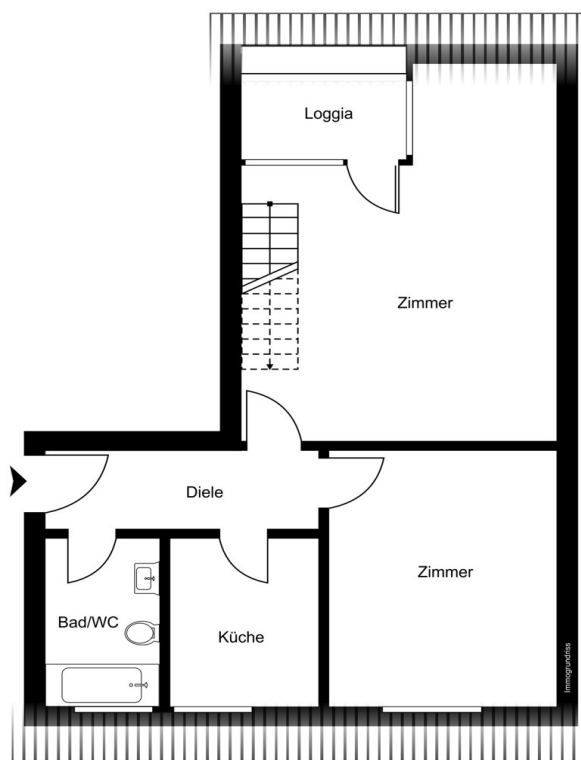 Loggia
Zimmer
Diele
Zimmer
Bad/WC
Küche
Immogrundriss